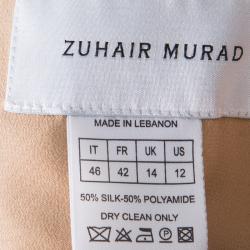 ZUHAIR MURAD
MADE IN LEBANON
IT FR UK US
46 42 14 12
50% SILK-50% POLYAMIDE
DRY CLEAN ONLY